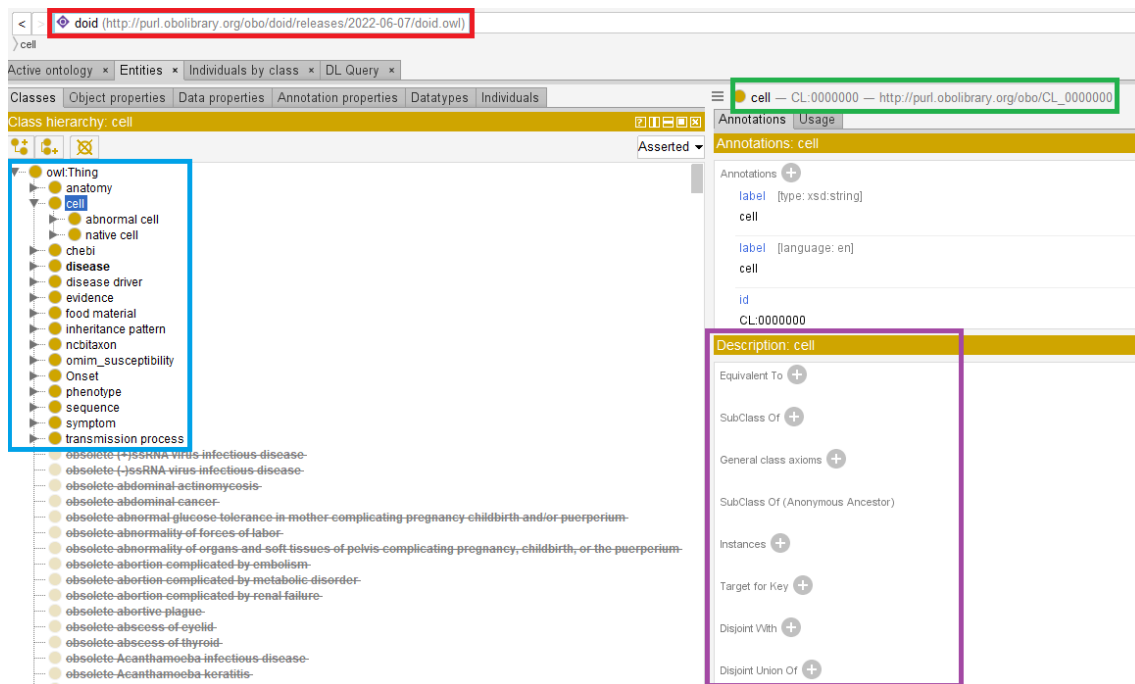 < > doid (http://purl.obolibrary.org/obo/doid/releases/2022-06-07/doid.owl)
cell
Active ontology × Entities × Individuals by class × DL Query ×
Classes Object properties Data properties Annotation properties Datatypes Individuals
Class hierarchy: cell
Asserted
owl:Thing
anatomy
cell
abnormal cell
native cell
chebi
disease
disease driver
evidence
food material
inheritance pattern
ncbitaxon
omim_susceptibility
Onset
phenotype
sequence
symptom
transmission process
obsolete (+)ssRNA virus infectious disease
obsolete (-)ssRNA virus infectious disease
obsolete abdominal actinomycosis
obsolete abdominal cancer
obsolete abnormal glucose tolerance in mother complicating pregnancy childbirth and/or puerperium
obsolete abnormality of forces of labor
obsolete abnormality of organs and soft tissues of pelvis complicating pregnancy, childbirth, or the puerperium
obsolete abortion complicated by embolism
obsolete abortion complicated by metabolic disorder
obsolete abortion complicated by renal failure
obsolete abortive plague
obsolete abscess of eyelid
obsolete abscess of thyroid
obsolete Acanthamoeba infectious disease
obsolete Acanthamoeba keratitis
cell — CL:0000000 — http://purl.obolibrary.org/obo/CL_0000000
Annotations Usage
Annotations: cell
Annotations
label [type: xsd:string]
cell
label [language: en]
cell
id
CL:0000000
Description: cell
Equivalent To
SubClass Of
General class axioms
SubClass Of (Anonymous Ancestor)
Instances
Target for Key
Disjoint With
Disjoint Union Of